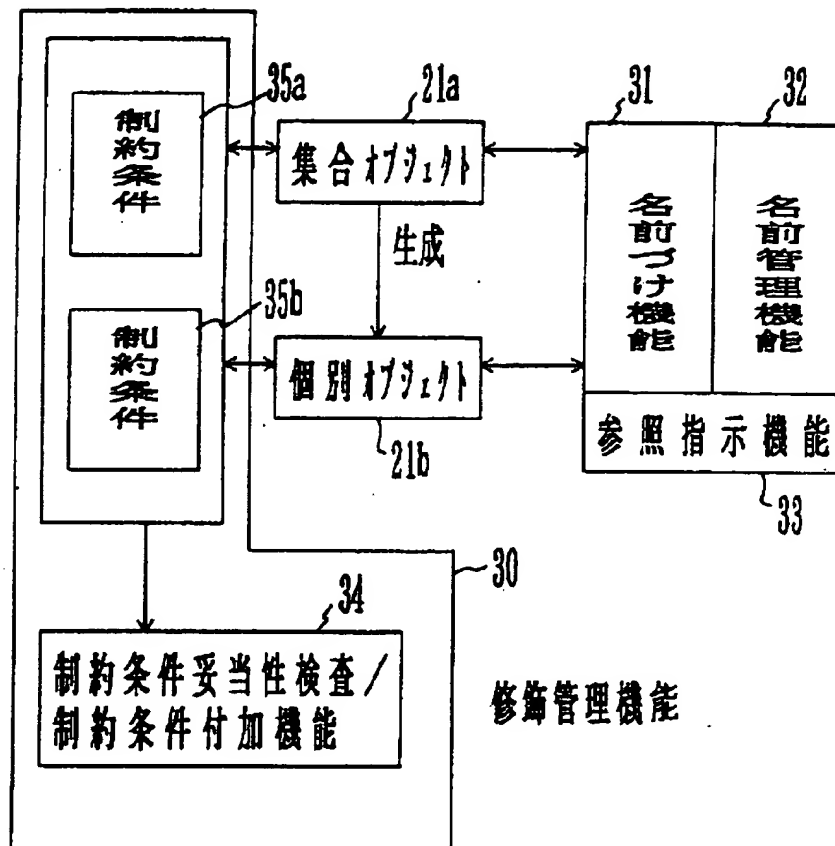 35a
制約条件
21a
集合オブジェクト
31
32
名前づけ機能
名前管理機能
生成
35b
制約条件
個別オブジェクト
21b
参照指示機能
33
30
34
制約条件妥当性検査/
制約条件付加機能
修飾管理機能